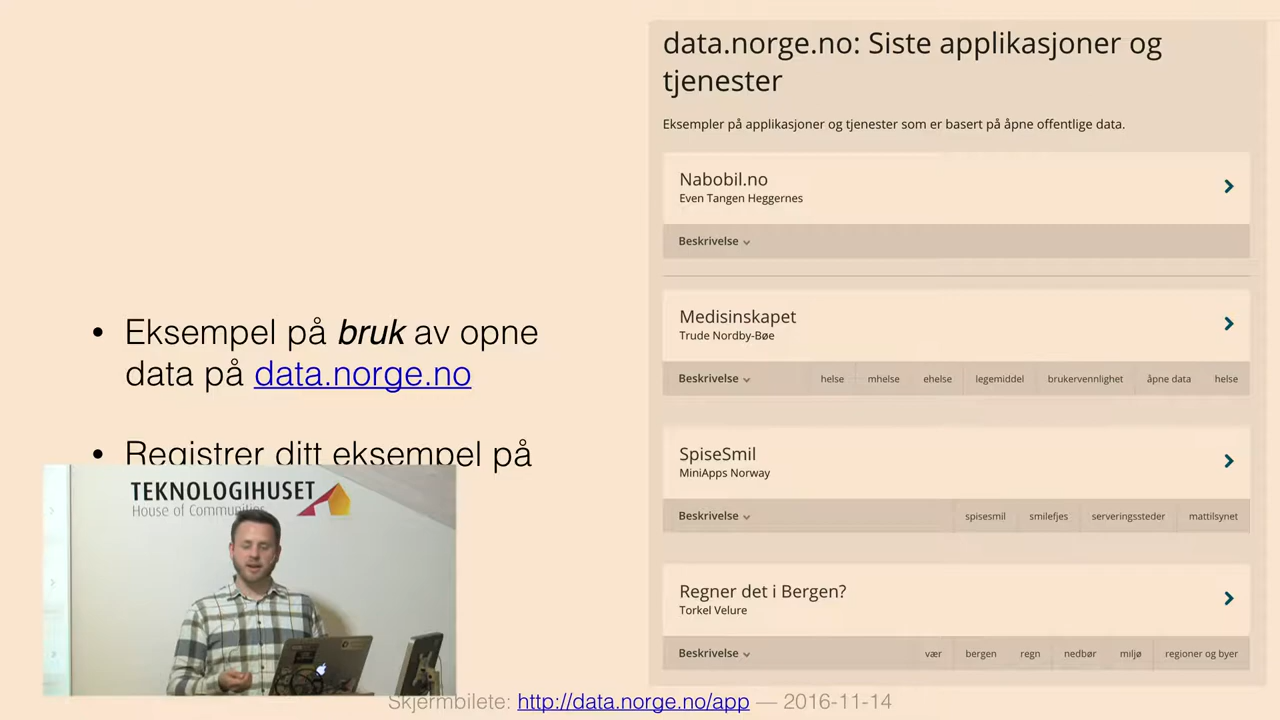 data.norge.no: Siste applikasjoner og
tjenester
Eksempler på applikasjoner og tjenester som er basert på åpne offentlige data.
Nabobil.no
Even Tangen Heggernes
Beskrivelse
Medisinskapet
Trude Nordby-Bøe
Beskrivelse helse mhelse ehelse legemiddel brukervennlighet åpne data helse
SpiseSmil
MiniApps Norway
Beskrivelse spisesmil smilefjes serveringssteder mattilsynet
Regner det i Bergen?
Torkel Velure
Beskrivelse vær bergen regn nedbør miljø regioner og byer
• Eksempel på bruk av opne
data på data.norge.no
• Registrer ditt eksempel på
TEKNOLOGIHUSET
House of Communities
Skjermbilete: http://data.norge.no/app — 2016-11-14